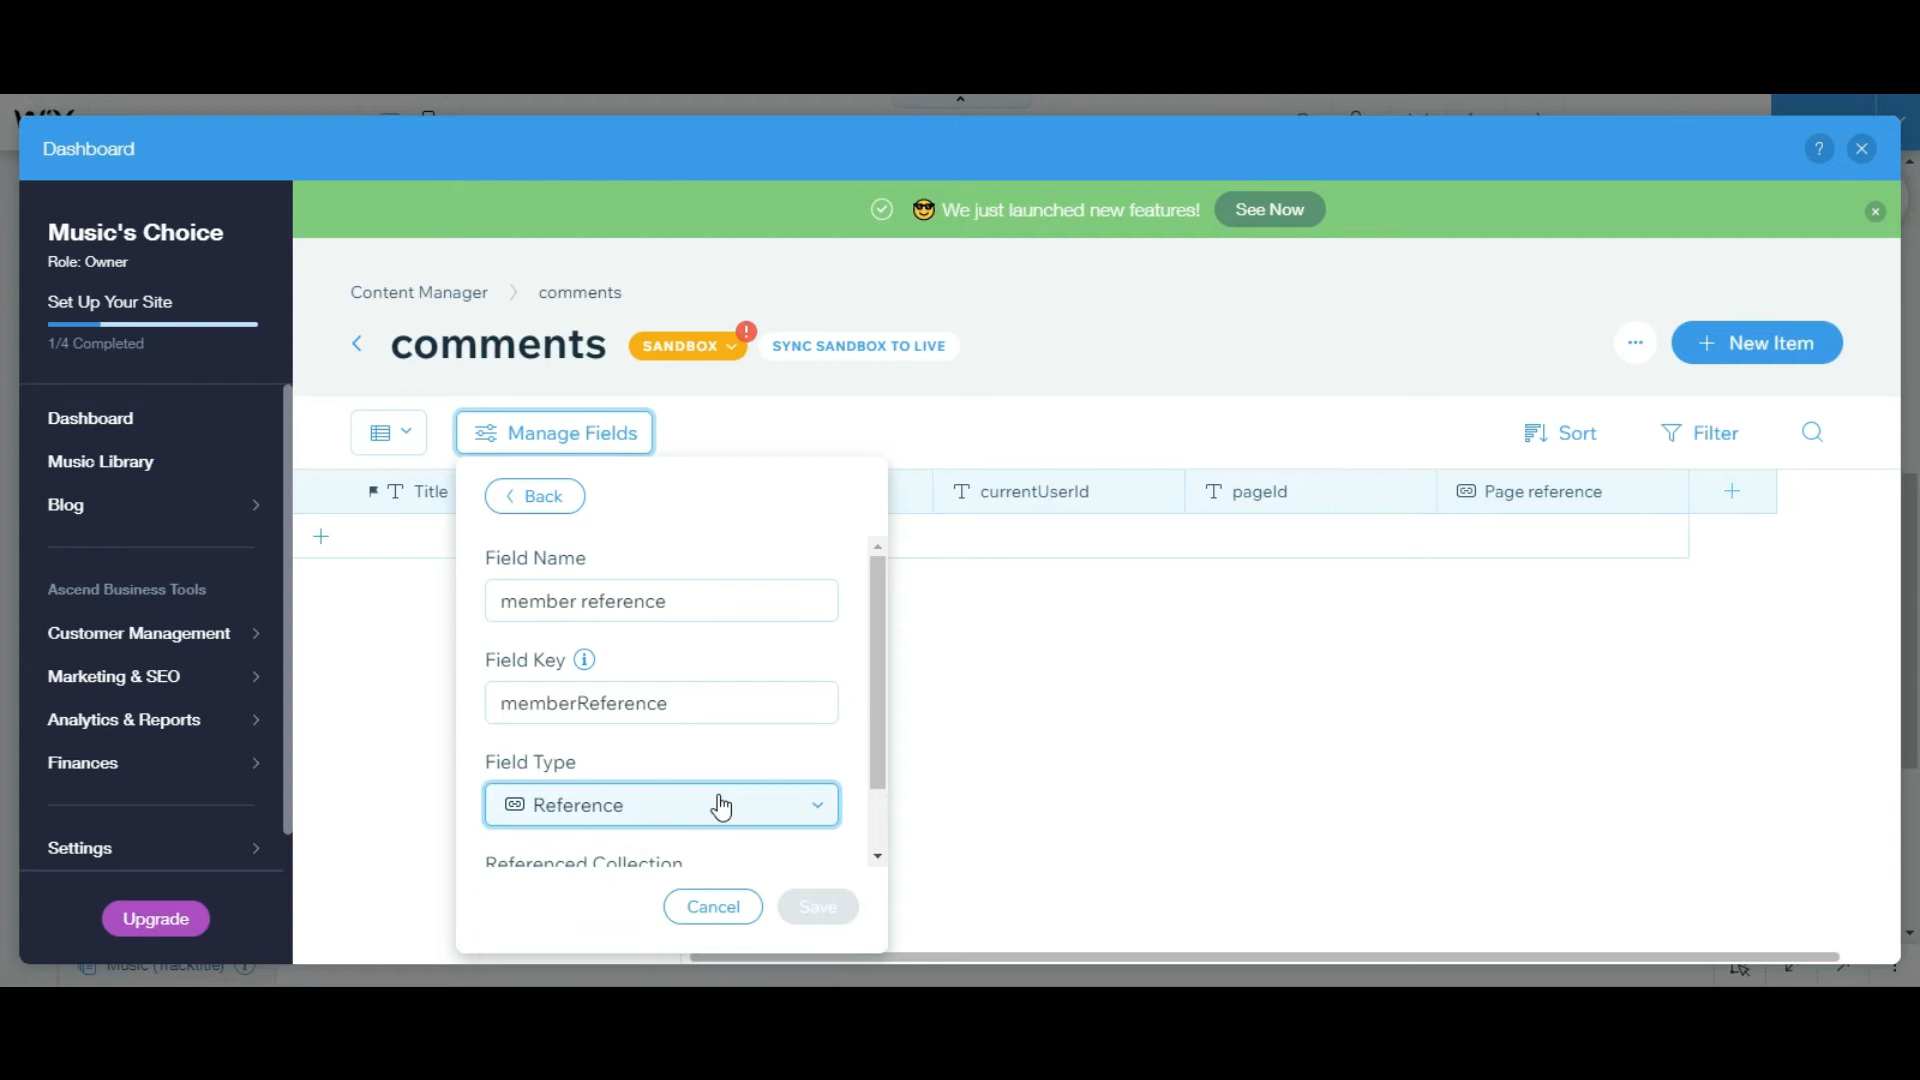 Dashboard
?
Music's Choice
Role: Owner
Set Up Your Site
1/4 Completed
Dashboard
Music Library
Blog
Ascend Business Tools
Customer Management
Marketing & SEO
Analytics & Reports
Finances
Settings
Upgrade
We just launched new features!
See Now
Content Manager
comments
comments
SANDBOX
!
SYNC SANDBOX TO LIVE
New Item
Manage Fields
Sort
Filter
Title
currentUserId
pageId
Page reference
Back
Field Name
member reference
Field Key
memberReference
Field Type
Reference
Referenced Collection
Cancel
Save
Music (Tracktitle)